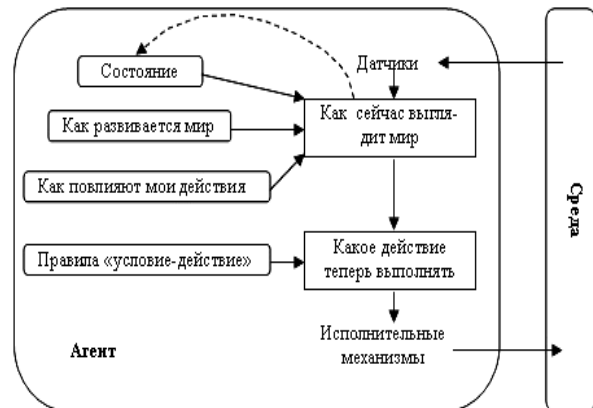 Состояние
Датчики
Как сейчас выгля-
дит мир
Как развивается мир
Как повлияют мои действия
Среда
Правила «условие-действие»
Какое действие
теперь выполнять
Исполнительные
механизмы
Агент